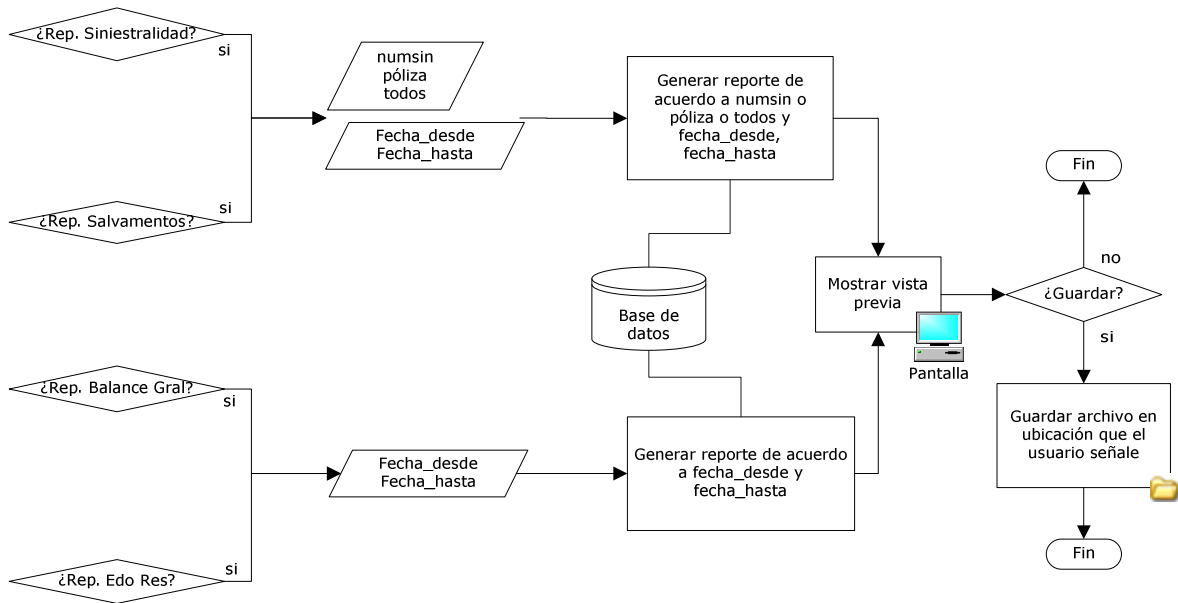 ¿Rep. Siniestralidad?
si
numsin
póliza
todos
Fecha_desde
Fecha_hasta
Generar reporte de
acuerdo a numsin o
póliza o todos y
fecha_desde,
fecha_hasta
¿Rep. Salvamentos?
si
Base de
datos
Mostrar vista
previa
Pantalla
¿Guardar?
no
Fin
si
Guardar archivo en
ubicación que el
usuario señale
Fin
¿Rep. Balance Gral?
si
Fecha_desde
Fecha_hasta
Generar reporte de acuerdo
a fecha_desde y
fecha_hasta
¿Rep. Edo Res?
si